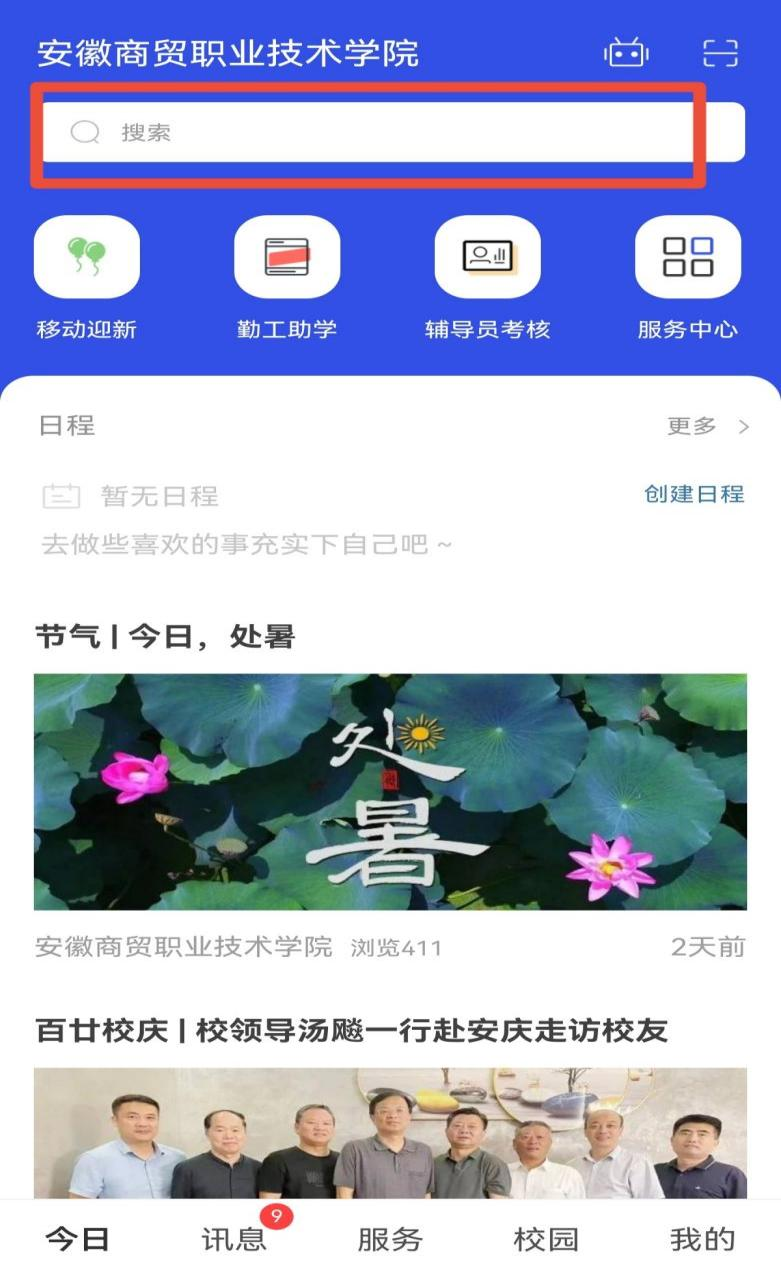 安徽商贸职业技术学院
搜索
移动迎新 勤工助学 辅导员考核 服务中心
日程 更多 >
暂无日程 创建日程
去做些喜欢的事充实下自己吧 ~
节气 | 今日，处暑
处
暑
安徽商贸职业技术学院 浏览411 2天前
百廿校庆 | 校领导汤飚一行赴安庆走访校友
今日 讯息 9 服务 校园 我的